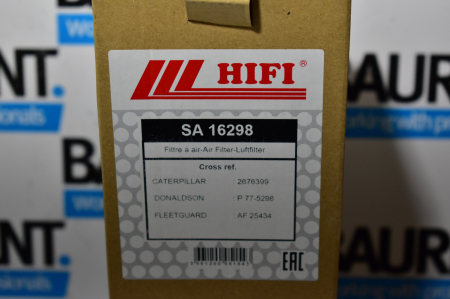 HIFI®
SA 16298
Filtre à air-Air Filter-Luftfilter
Cross ref.
CATERPILLAR : 2676399
DONALDSON : P 77-5298
FLEETGUARD : AF 25434
EAC
BAURENT.